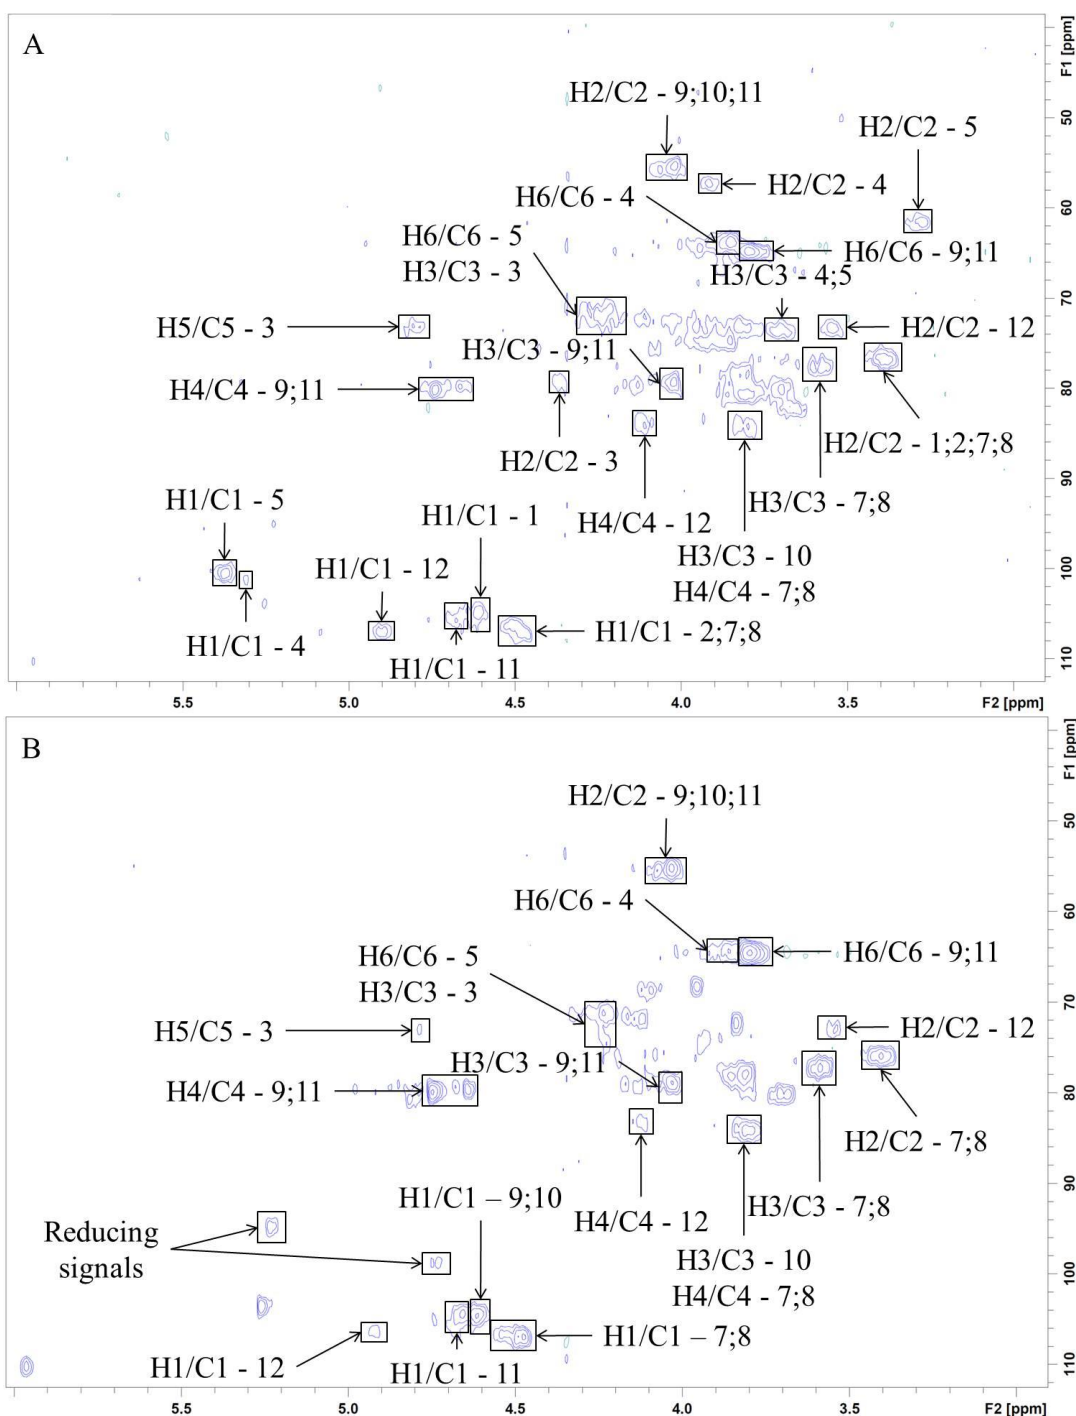 A
F1 [ppm]
H2/C2 - 9;10;11
50
H2/C2 - 5
H2/C2 - 4
H6/C6 - 4
60
H6/C6 - 5
H3/C3 - 3
H6/C6 - 9;11
H3/C3 - 4;5
70
H5/C5 - 3
H2/C2 - 12
H3/C3 - 9;11
H4/C4 - 9;11
80
H2/C2 - 1;2;7;8
H2/C2 - 3
90
H1/C1 - 5
H3/C3 - 7;8
H1/C1 - 1
H4/C4 - 12
H3/C3 - 10
H4/C4 - 7;8
100
H1/C1 - 12
H1/C1 - 2;7;8
H1/C1 - 4
H1/C1 - 11
110
5.5 5.0 4.5 4.0 3.5 F2 [ppm]
B
F1 [ppm]
H2/C2 - 9;10;11
50
H6/C6 - 4
60
H6/C6 - 5
H3/C3 - 3
H6/C6 - 9;11
70
H5/C5 - 3
H2/C2 - 12
H3/C3 - 9;11
H4/C4 - 9;11
80
H2/C2 - 7;8
90
H1/C1 – 9;10
H3/C3 - 7;8
H4/C4 - 12
Reducing
signals
H3/C3 - 10
H4/C4 - 7;8
100
H1/C1 – 7;8
H1/C1 - 12
H1/C1 - 11
110
5.5 5.0 4.5 4.0 3.5 F2 [ppm]